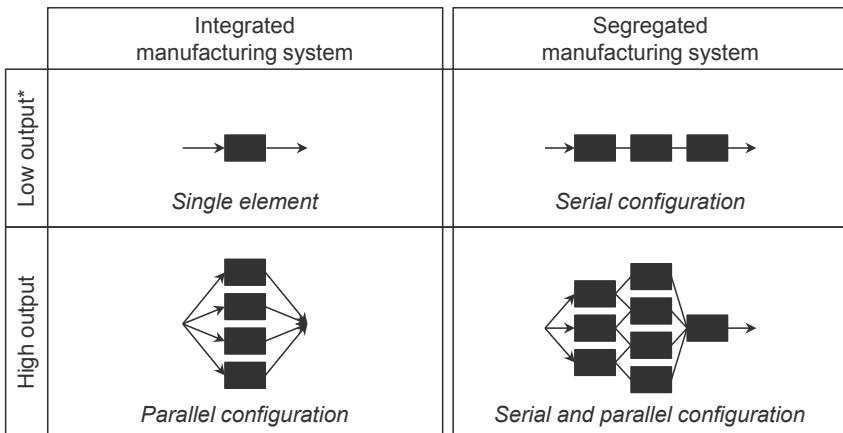 Integrated
manufacturing system
Segregated
manufacturing system
Low output*
Single element
Serial configuration
High output
Parallel configuration
Serial and parallel configuration